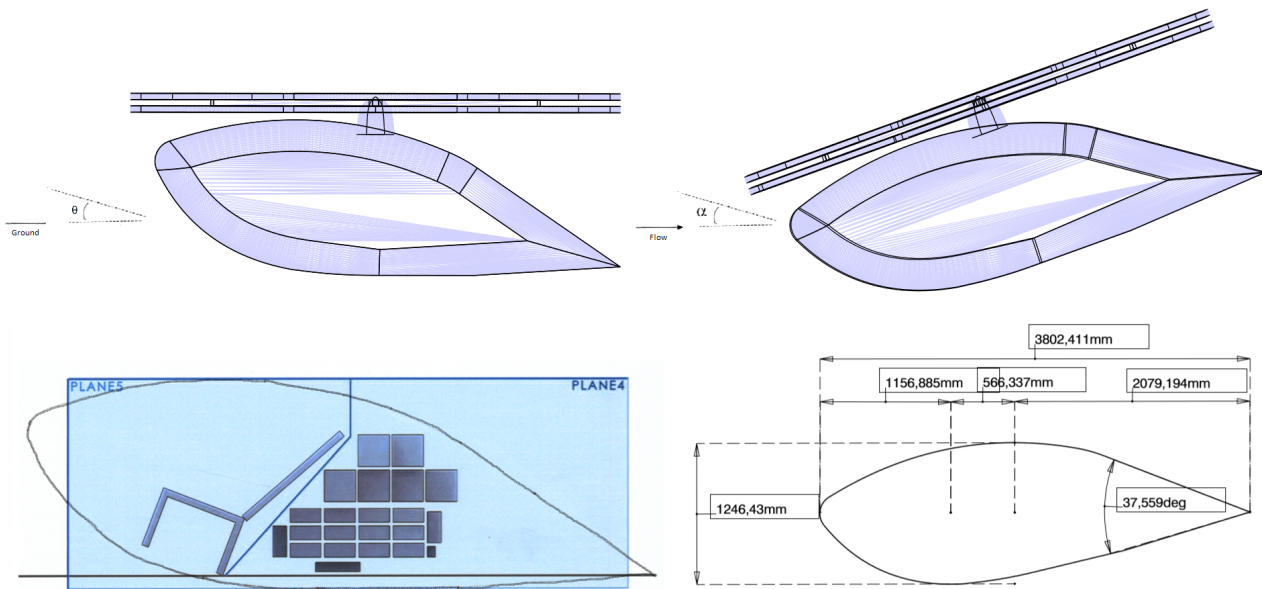 θ
Ground
α
Flow
PLANE5
PLANE4
3802,411mm
1156,885mm
566,337mm
2079,194mm
1246,43mm
37,559deg